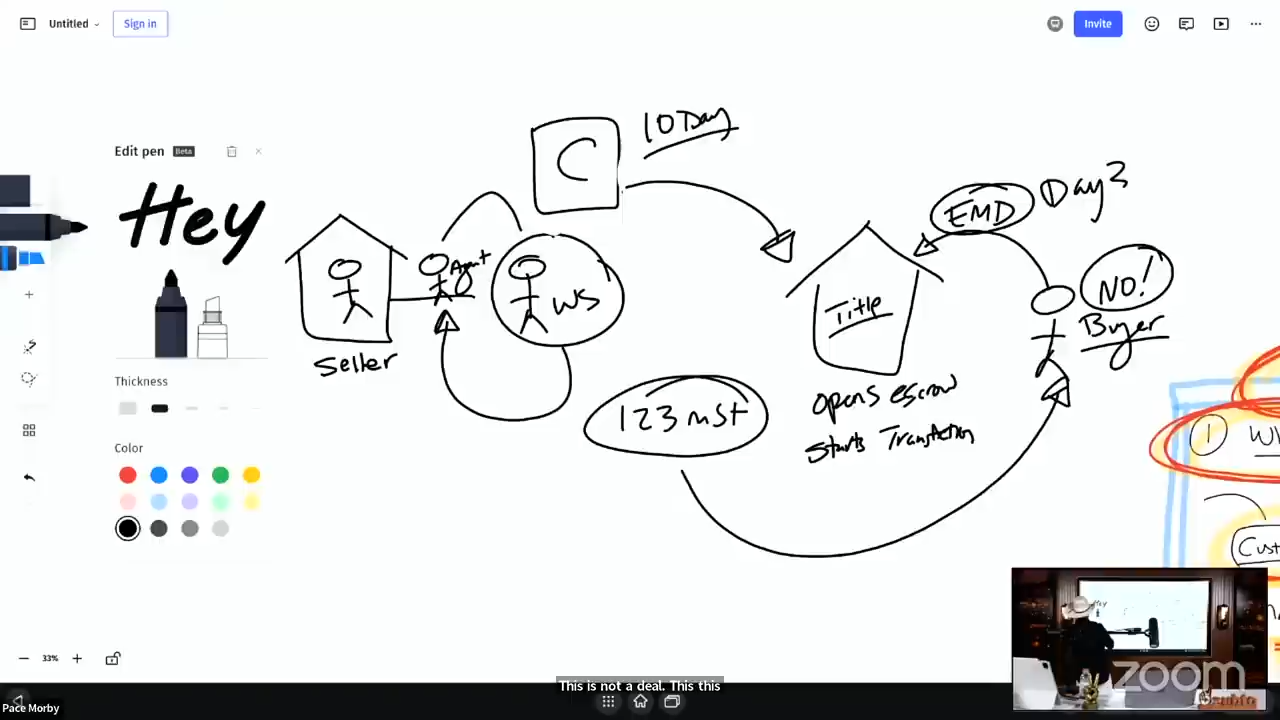 Untitled
Sign in
Invite
Edit pen Beta
Hey
Thickness
Color
C
10 Day
Agent
WS
Seller
Title
opens escrow
starts Transaction
EMD
Day 3
NO!
Buyer
123 m St
1
Cust
33%
This is not a deal. This this
Pace Morby
zoom